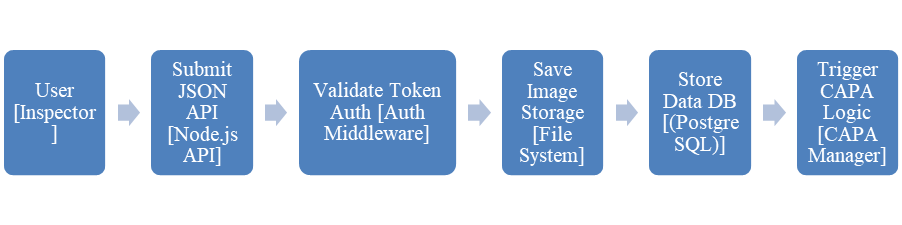 User
[Inspector
]
Submit
JSON
API
[Node.js
API]
Validate Token
Auth [Auth
Middleware]
Save
Image
Storage
[File
System]
Store
Data DB
[(Postgre
SQL)]
Trigger
CAPA
Logic
[CAPA
Manager]